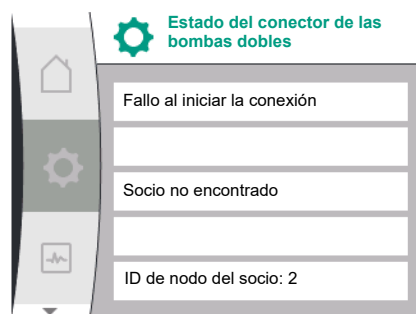 Estado del conector de las
bombas dobles
Fallo al iniciar la conexión
Socio no encontrado
ID de nodo del socio: 2